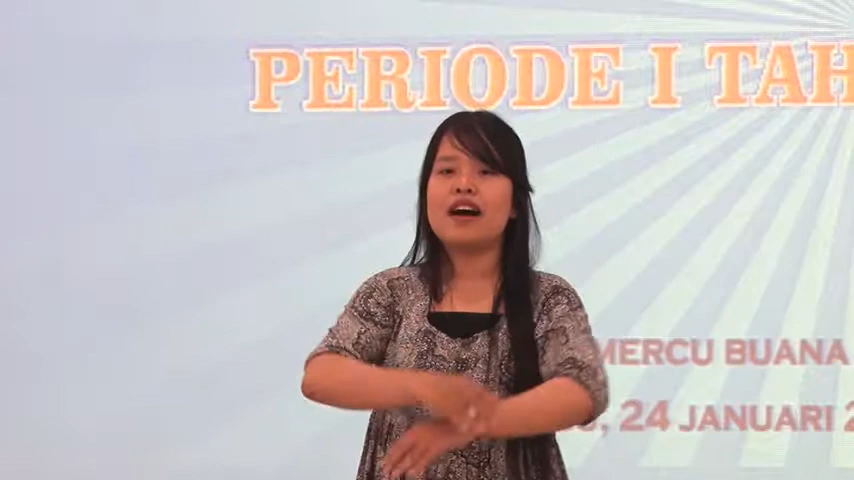 PERIODE I TAH
MERCU BUANA
, 24 JANUARI 2